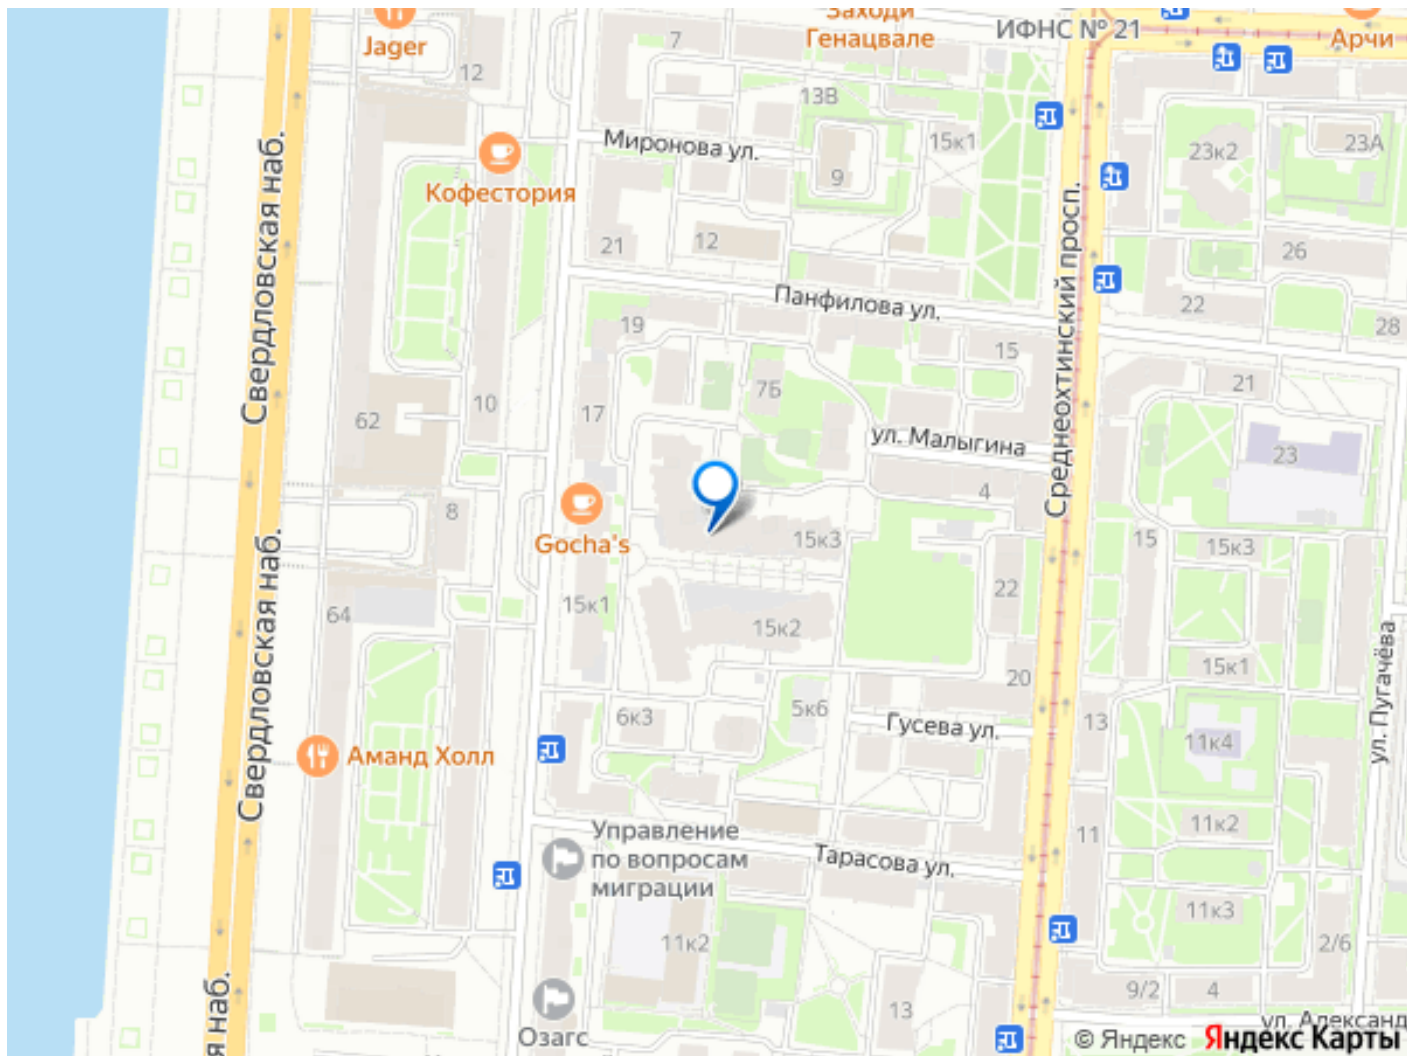 Заходи
Генацвале
ИФНС № 21
Арчи
Jager
7
12
13В
15к1
23к2
23А
Миронова ул.
9
Кофестория
Свердловская наб.
21
12
26
Панфилова ул.
22
19
28
15
Среднеохтинский просп.
7Б
21
10
17
62
ул. Малыгина
23
4
8
Gocha's
15к3
15
15к3
15к1
22
64
15к2
Свердловская наб.
15к1
20
ул. Пугачёва
6к3
5к6
Гусева ул.
13
11к4
Аманд Холл
Управление
по вопросам
миграции
Тарасова ул.
11
11к2
11к3
11к2
2/6
9/2
4
13
Озагс
я наб.
ул. Александ
© Яндекс Яндекс Карты